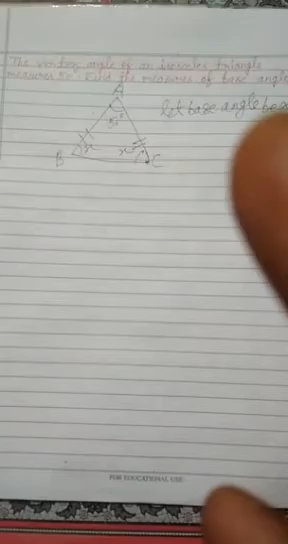 The vertex angle of an isosceles triangle
measures 50°. Find the measures of base angle
A
let base angle be x
50°
x
x
B
C
FOR EDUCATIONAL USE